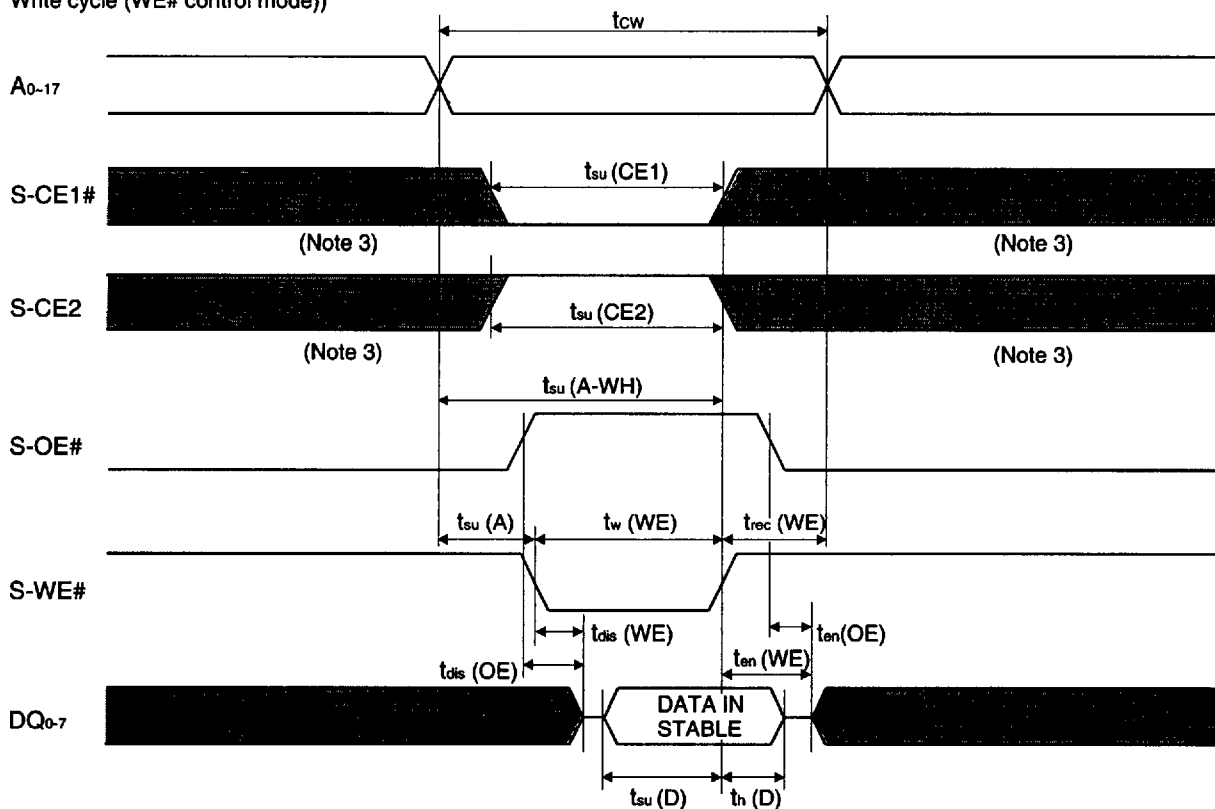 Write cycle (WE# control mode))
tCW
A0~17
S-CE1#
tsu (CE1)
(Note 3)
(Note 3)
S-CE2
tsu (CE2)
(Note 3)
(Note 3)
tsu (A-WH)
S-OE#
tsu (A)
tw (WE)
trec (WE)
S-WE#
tdis (WE)
ten(OE)
tdis (OE)
ten (WE)
DQ0-7
DATA IN
STABLE
tsu (D)
th (D)